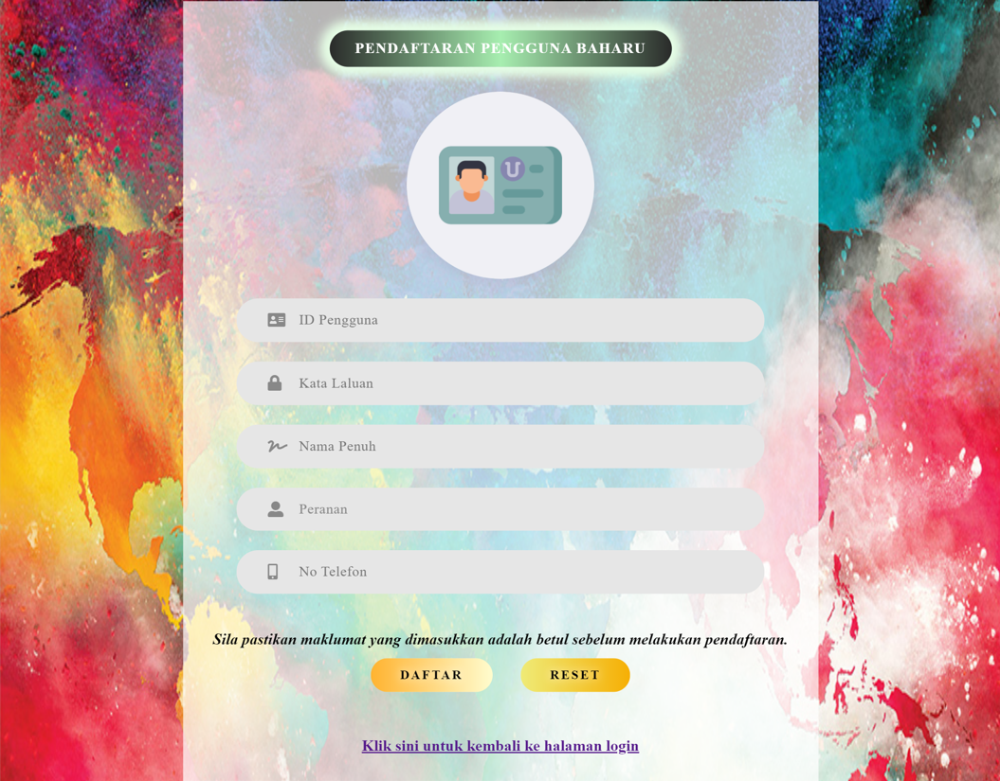 PENDAFTARAN PENGGUNA BAHARU
U
ID Pengguna
Kata Laluan
Nama Penuh
Peranan
No Telefon
Sila pastikan maklumat yang dimasukkan adalah betul sebelum melakukan pendaftaran.
DAFTAR RESET
Klik sini untuk kembali ke halaman login